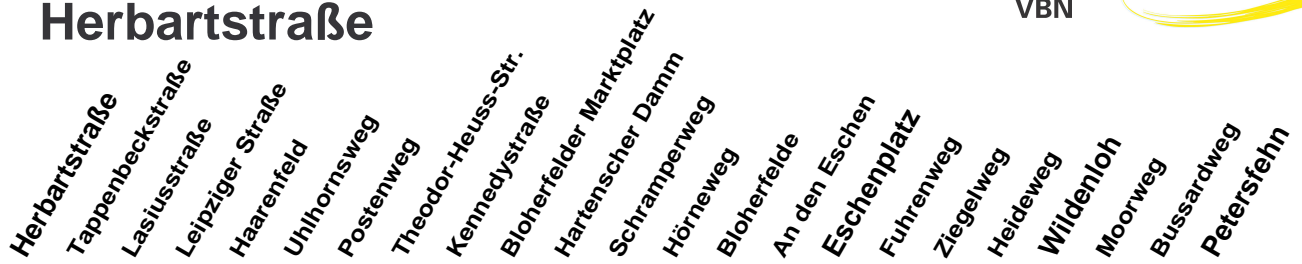 Herbartstraße
VBN
Herbartstraße
Tappenbeckstraße
Lasiusstraße
Leipziger Straße
Haarenfeld
Uhlhornsweg
Postenweg
Theodor-Heuss-Str.
Kennedystraße
Bloherfelder Marktplatz
Hartenscher Damm
Schramperweg
Hörneweg
Bloherfelde
An den Eschen
Eschenplatz
Fuhrenweg
Ziegelweg
Heideweg
Wildenloh
Moorweg
Bussardweg
Petersfehn